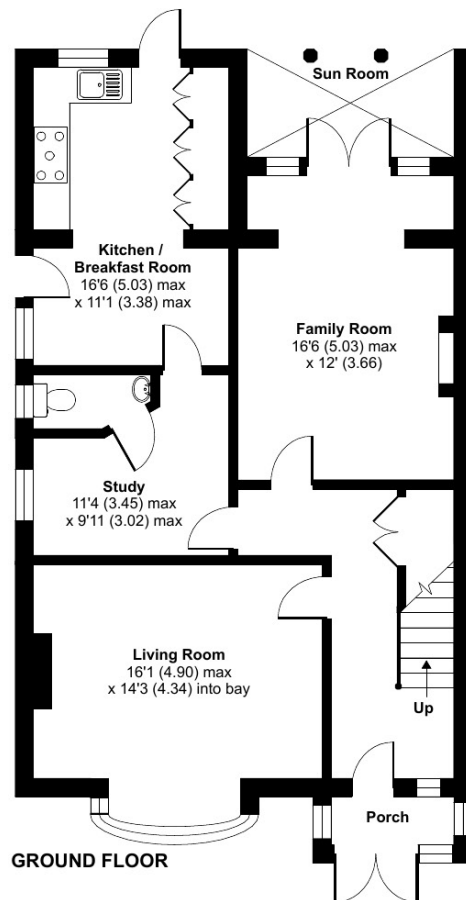 Sun Room
Kitchen /
Breakfast Room
16'6 (5.03) max
x 11'1 (3.38) max
Family Room
16'6 (5.03) max
x 12' (3.66)
Study
11'4 (3.45) max
x 9'11 (3.02) max
Living Room
16'1 (4.90) max
x 14'3 (4.34) into bay
Up
Porch
GROUND FLOOR